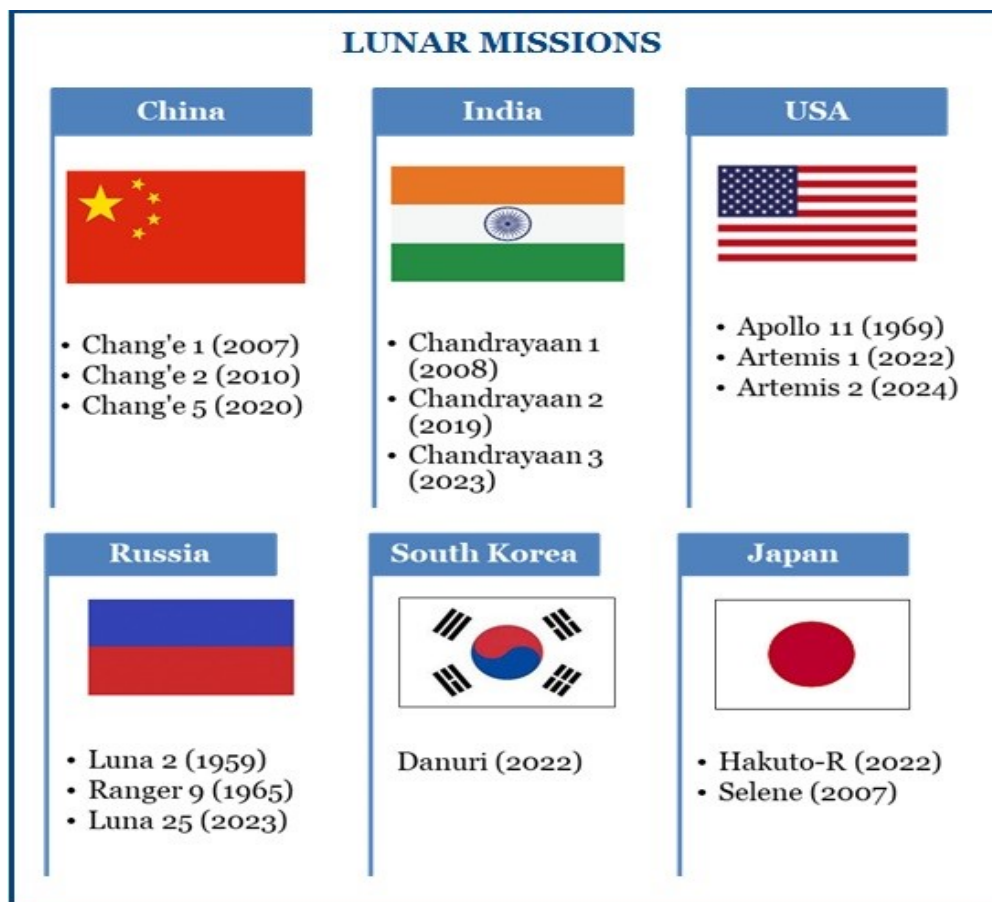 LUNAR MISSIONS
China
• Chang'e 1 (2007)
• Chang'e 2 (2010)
• Chang'e 5 (2020)
India
• Chandrayaan 1
(2008)
• Chandrayaan 2
(2019)
• Chandrayaan 3
(2023)
USA
• Apollo 11 (1969)
• Artemis 1 (2022)
• Artemis 2 (2024)
Russia
• Luna 2 (1959)
• Ranger 9 (1965)
• Luna 25 (2023)
South Korea
Danuri (2022)
Japan
• Hakuto-R (2022)
• Selene (2007)